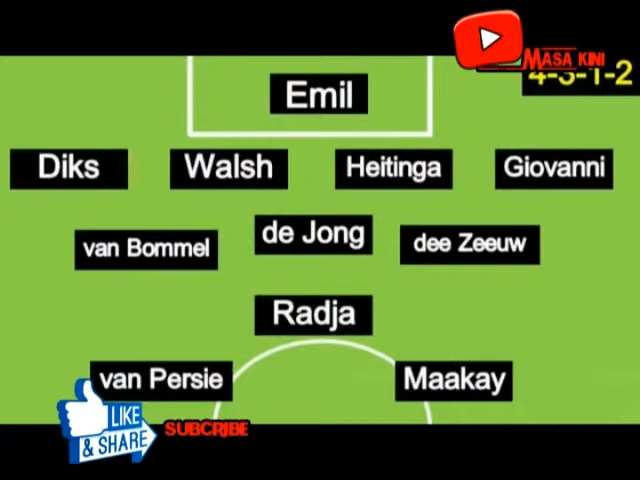 MASA KINI
4-3-1-2
Emil
Diks
Walsh
Heitinga
Giovanni
van Bommel
de Jong
dee Zeeuw
Radja
van Persie
Maakay
LIKE
& SHARE
SUBCRIBE